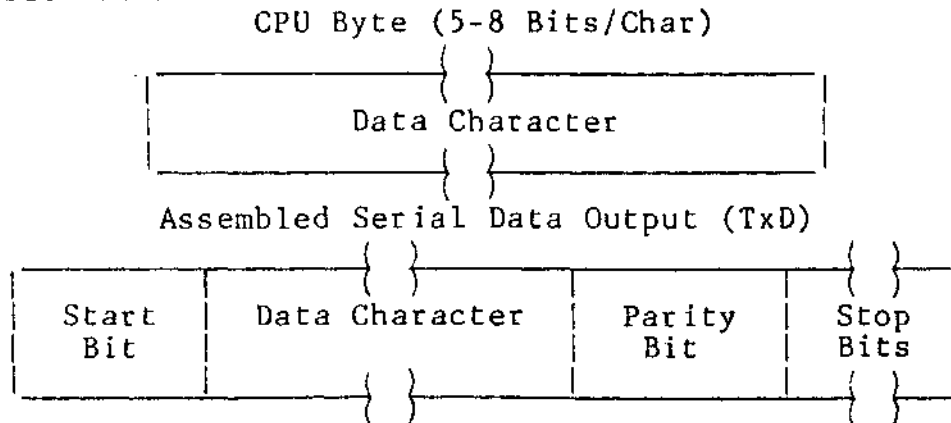 CPU Byte (5-8 Bits/Char)
Data Character
Assembled Serial Data Output (TxD)
Start Data Character Parity Stop
Bit Bit Bits